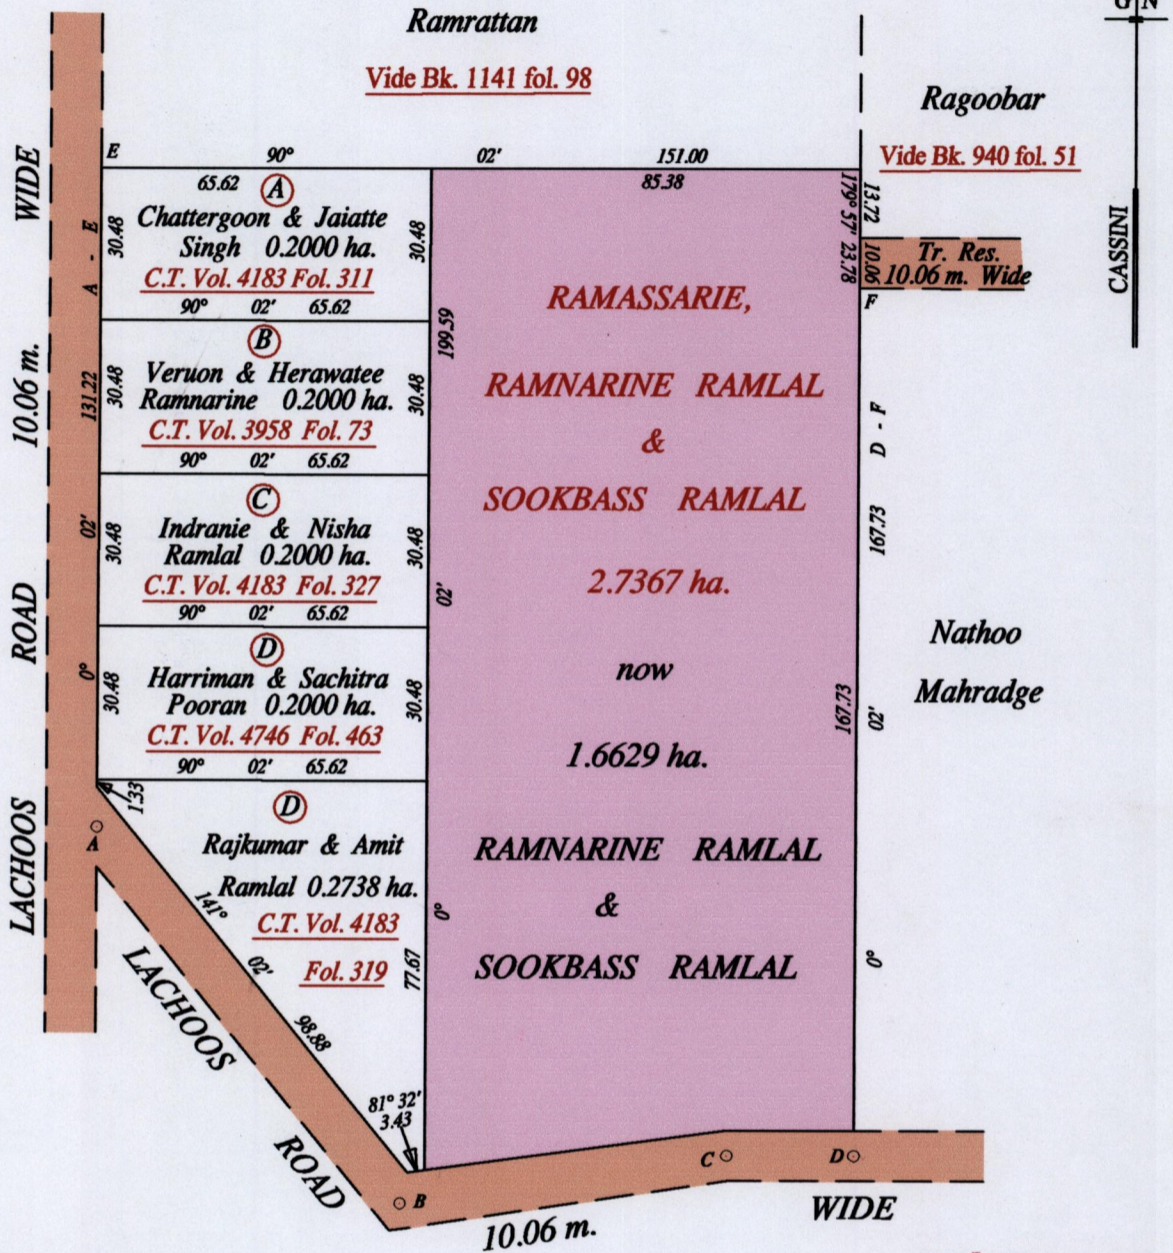 G N
CASSINI
Ramrattan
Vide Bk. 1141 fol. 98
Ragoobar
Vide Bk. 940 fol. 51
E 90° 02' 151.00
65.62
85.38
A
Chattergoon & Jaiatte
Singh 0.2000 ha.
C.T. Vol. 4183 Fol. 311
90° 02' 65.62
30.48
30.48
B
Veruon & Herawatee
Ramnarine 0.2000 ha.
C.T. Vol. 3958 Fol. 73
90° 02' 65.62
30.48
30.48
C
Indranie & Nisha
Ramlal 0.2000 ha.
C.T. Vol. 4183 Fol. 327
90° 02' 65.62
30.48
30.48
D
Harriman & Sachitra
Pooran 0.2000 ha.
C.T. Vol. 4746 Fol. 463
90° 02' 65.62
30.48
30.48
D
Rajkumar & Amit
Ramlal 0.2738 ha.
C.T. Vol. 4183
Fol. 319
77.67
1.33
141° 02' 98.88
81° 32'
3.43
0° 02' 199.59
RAMASSARIE,
RAMNARINE RAMLAL
&
SOOKBASS RAMLAL
2.7367 ha.
now
1.6629 ha.
RAMNARINE RAMLAL
&
SOOKBASS RAMLAL
179° 57' 23.78
13.72
10.06
Tr. Res.
10.06 m. Wide
F
167.73
0° 02' 167.73 D - F
Nathoo
Mahradge
LACHOOS ROAD 10.06 m. WIDE
0° 02' 131.22 A - E
A
LACHOOS ROAD
B
10.06 m.
C
D
WIDE